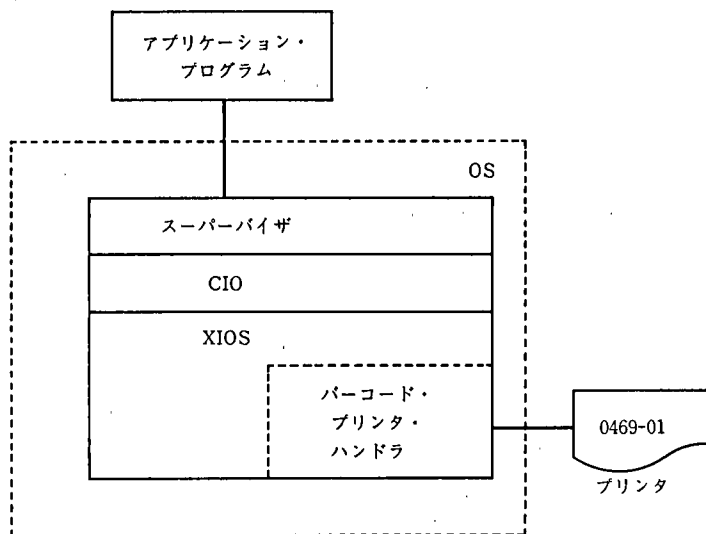 アプリケーション・
プログラム
OS
スーパーバイザ
CIO
XIOS
バーコード・
プリンタ・
ハンドラ
0469-01
プリンタ